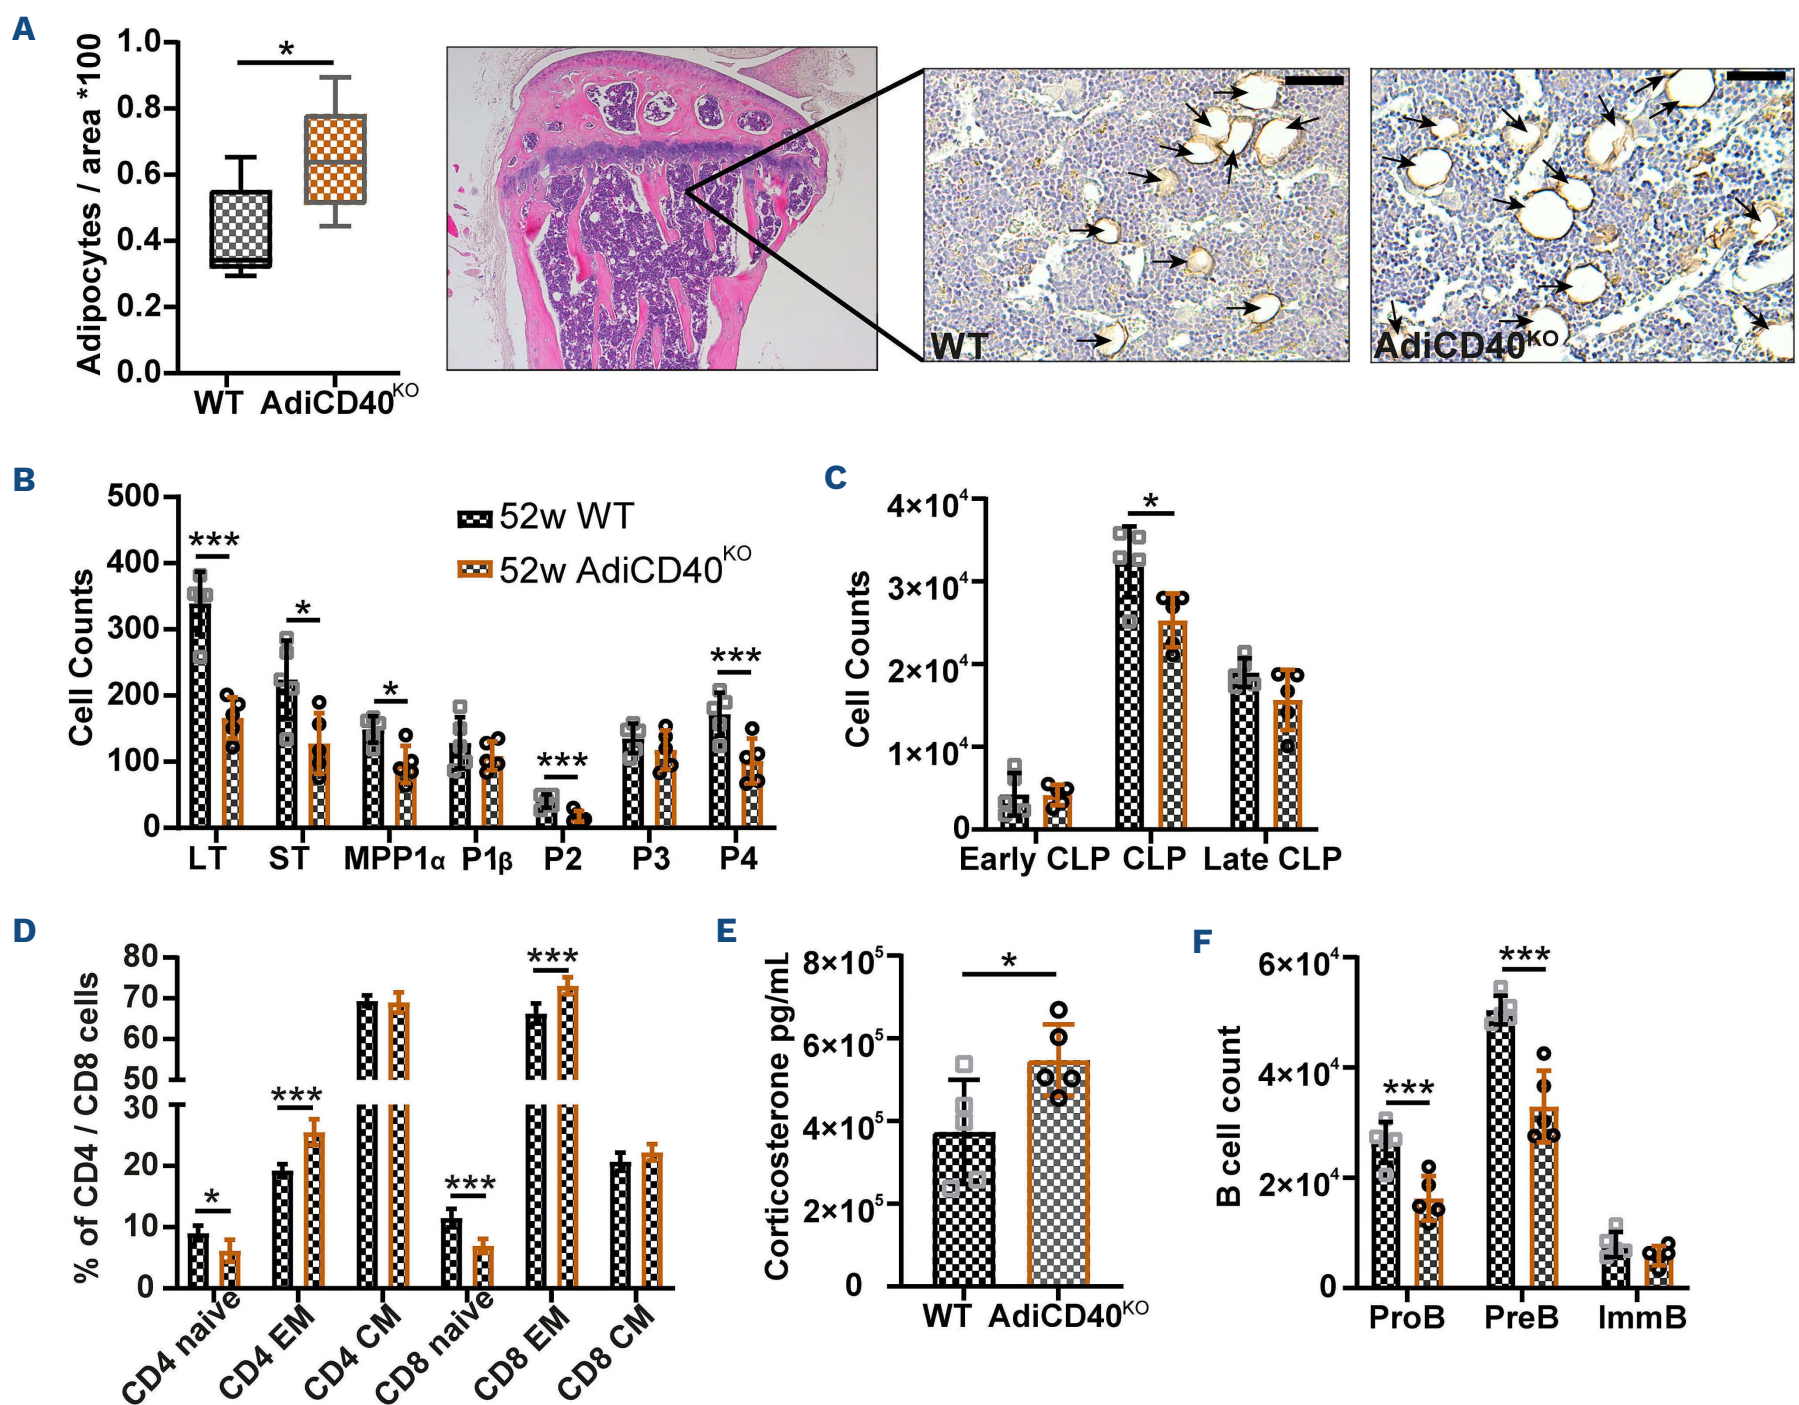 A
Adipocytes / area *100
1.0
0.8
0.6
0.4
0.2
0.0
*
WT AdiCD40KO
WT
AdiCD40KO
B
Cell Counts
500
400
300
200
100
0
52w WT
52w AdiCD40KO
***
*
*
***
***
LT ST MPP1α P1β P2 P3 P4
C
Cell Counts
4×10⁴
3×10⁴
2×10⁴
1×10⁴
0
*
Early CLP CLP Late CLP
D
% of CD4 / CD8 cells
80
70
60
50
30
20
10
0
*
***
***
***
CD4 naive
CD4 EM
CD4 CM
CD8 naive
CD8 EM
CD8 CM
E
Corticosterone pg/mL
8×10⁵
6×10⁵
4×10⁵
2×10⁵
0
*
WT AdiCD40KO
F
B cell count
6×10⁴
4×10⁴
2×10⁴
0
***
***
ProB PreB ImmB